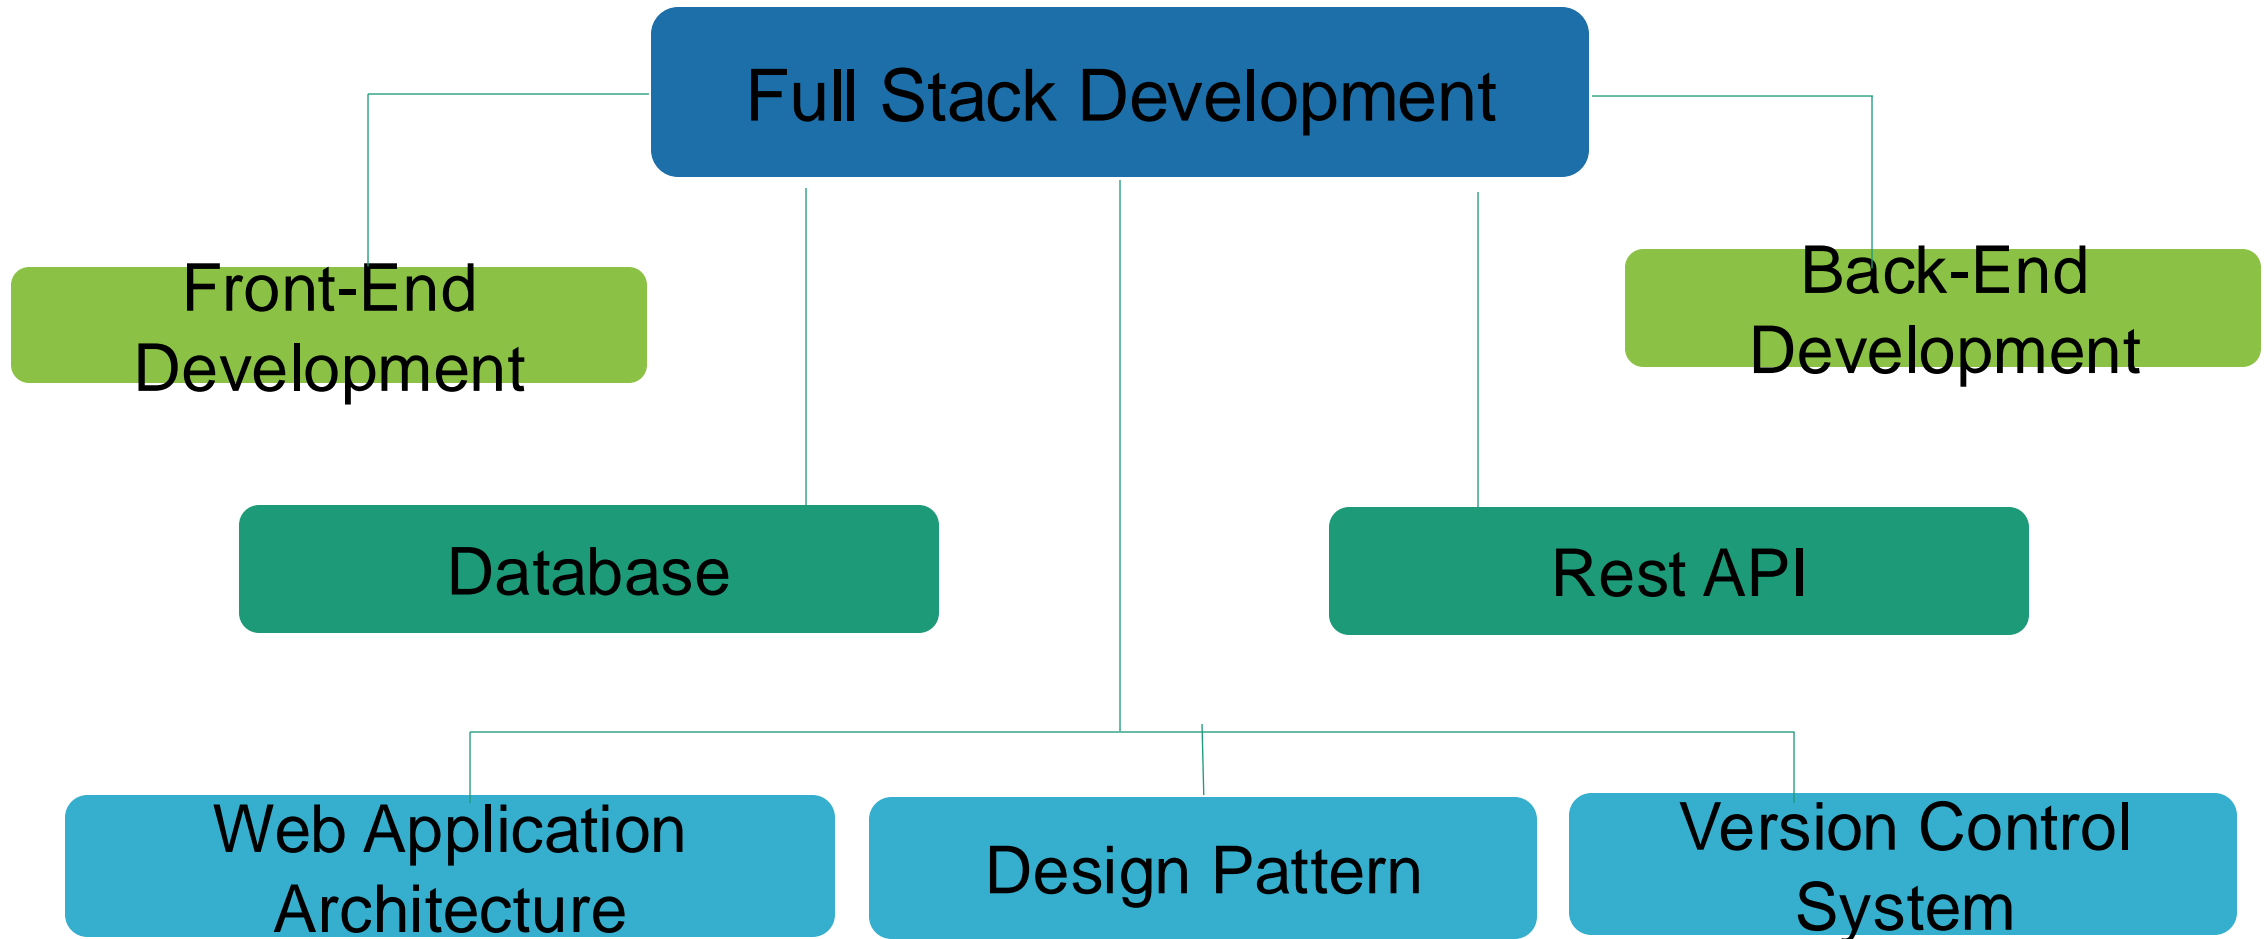 Full Stack Development
Front-End
Development
Back-End
Development
Database
Rest API
Web Application
Architecture
Design Pattern
Version Control
System